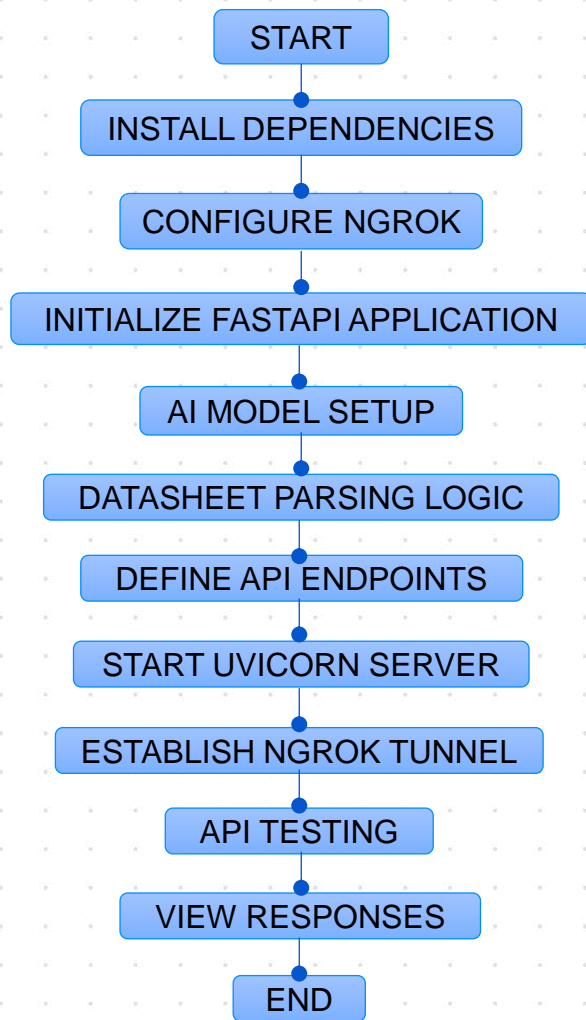 START
INSTALL DEPENDENCIES
CONFIGURE NGROK
INITIALIZE FASTAPI APPLICATION
AI MODEL SETUP
DATASHEET PARSING LOGIC
DEFINE API ENDPOINTS
START UVICORN SERVER
ESTABLISH NGROK TUNNEL
API TESTING
VIEW RESPONSES
END